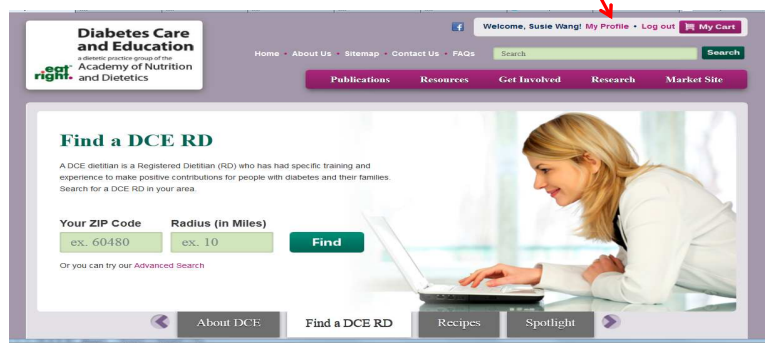 Diabetes Care
and Education
a dietetic practice group of the
eat right. Academy of Nutrition
and Dietetics
Welcome, Susie Wang! My Profile • Log out My Cart
Home • About Us • Sitemap • Contact Us • FAQs Search Search
Publications Resources Get Involved Research Market Site
Find a DCE RD
A DCE dietitian is a Registered Dietitian (RD) who has had specific training and
experience to make positive contributions for people with diabetes and their families.
Search for a DCE RD in your area.
Your ZIP Code Radius (in Miles)
ex. 60480 ex. 10 Find
Or you can try our Advanced Search
About DCE Find a DCE RD Recipes Spotlight